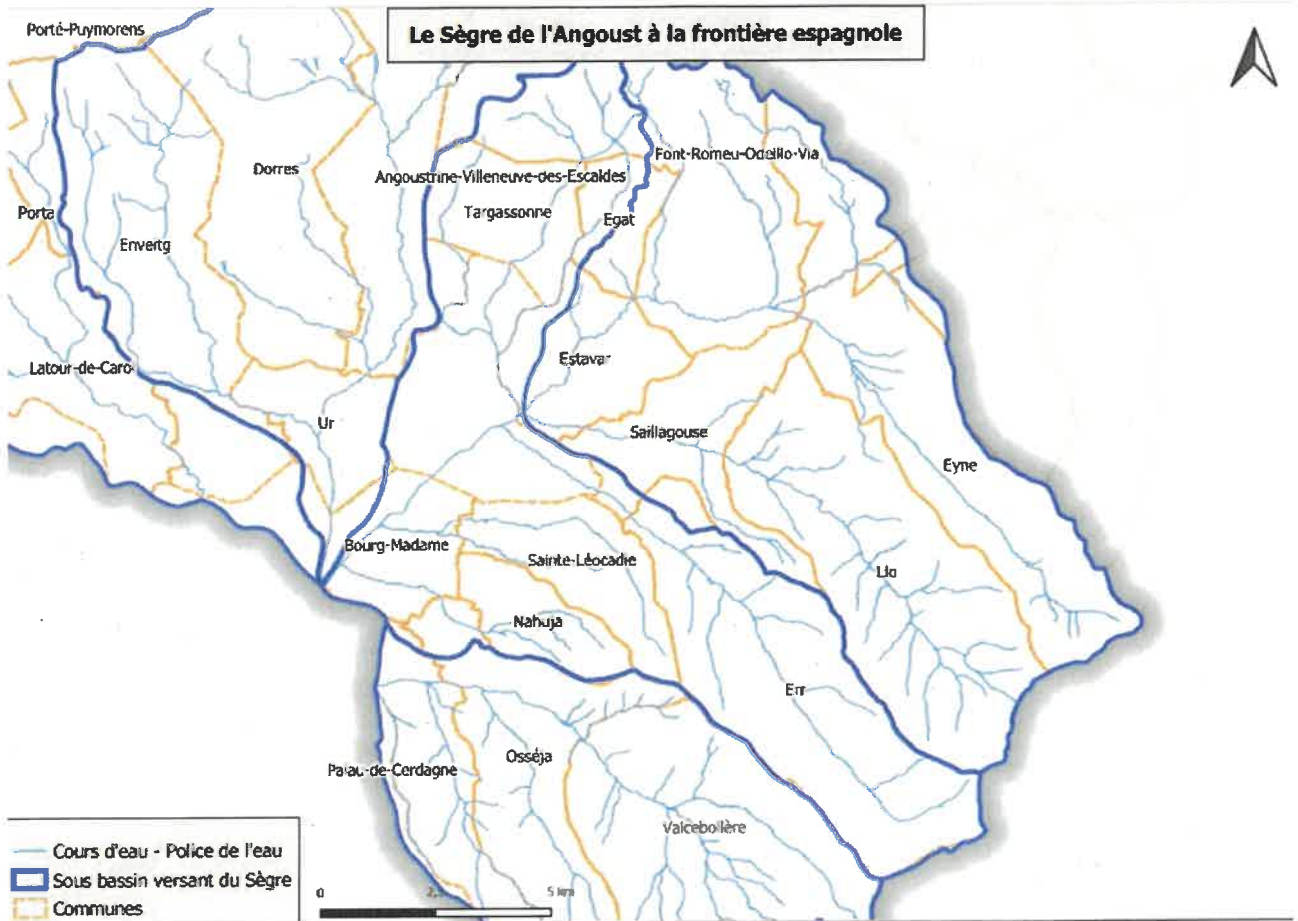 Le Sègre de l'Angoust à la frontière espagnole
Porté-Puymorens
Dorres
Font-Romeu-Odeillo-Via
Angoustrine-Villeneuve-des-Escaldes
Porta
Targassonne
Egat
Enveitg
Estavar
Latour-de-Carol
Ur
Saillagouse
Eyne
Bourg-Madame
Sainte-Léocadie
Llo
Nahuja
Err
Osséja
Palau-de-Cerdagne
Valcebollère
Cours d'eau - Police de l'eau
Sous bassin versant du Sègre
Communes
0 2,5 5 km